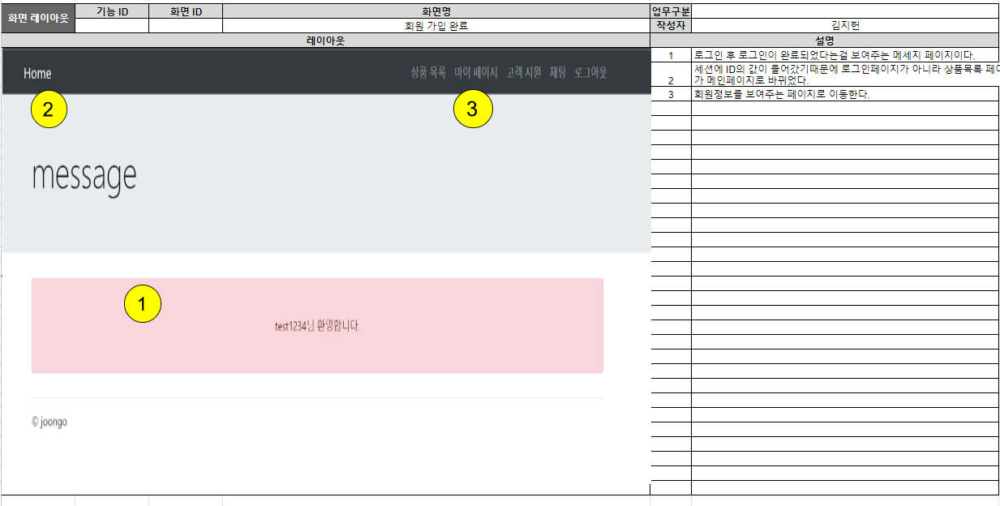 화면 레이아웃
기능 ID
화면 ID
화면명
업무구분
회원 가입 완료
작성자
김지헌
레이아웃
설명
Home
상품 목록
마이 페이지
고객 지원
채팅
로그아웃
2
3
message
1
test1234님 환영합니다.
© joongo
1
로그인 후 로그인이 완료되었다는걸 보여주는 메세지 페이지이다.
2
세션에 ID의 값이 들어갔기때문에 로그인페이지가 아니라 상품목록 페이
가 메인페이지로 바뀌었다.
3
회원정보를 보여주는 페이지로 이동한다.